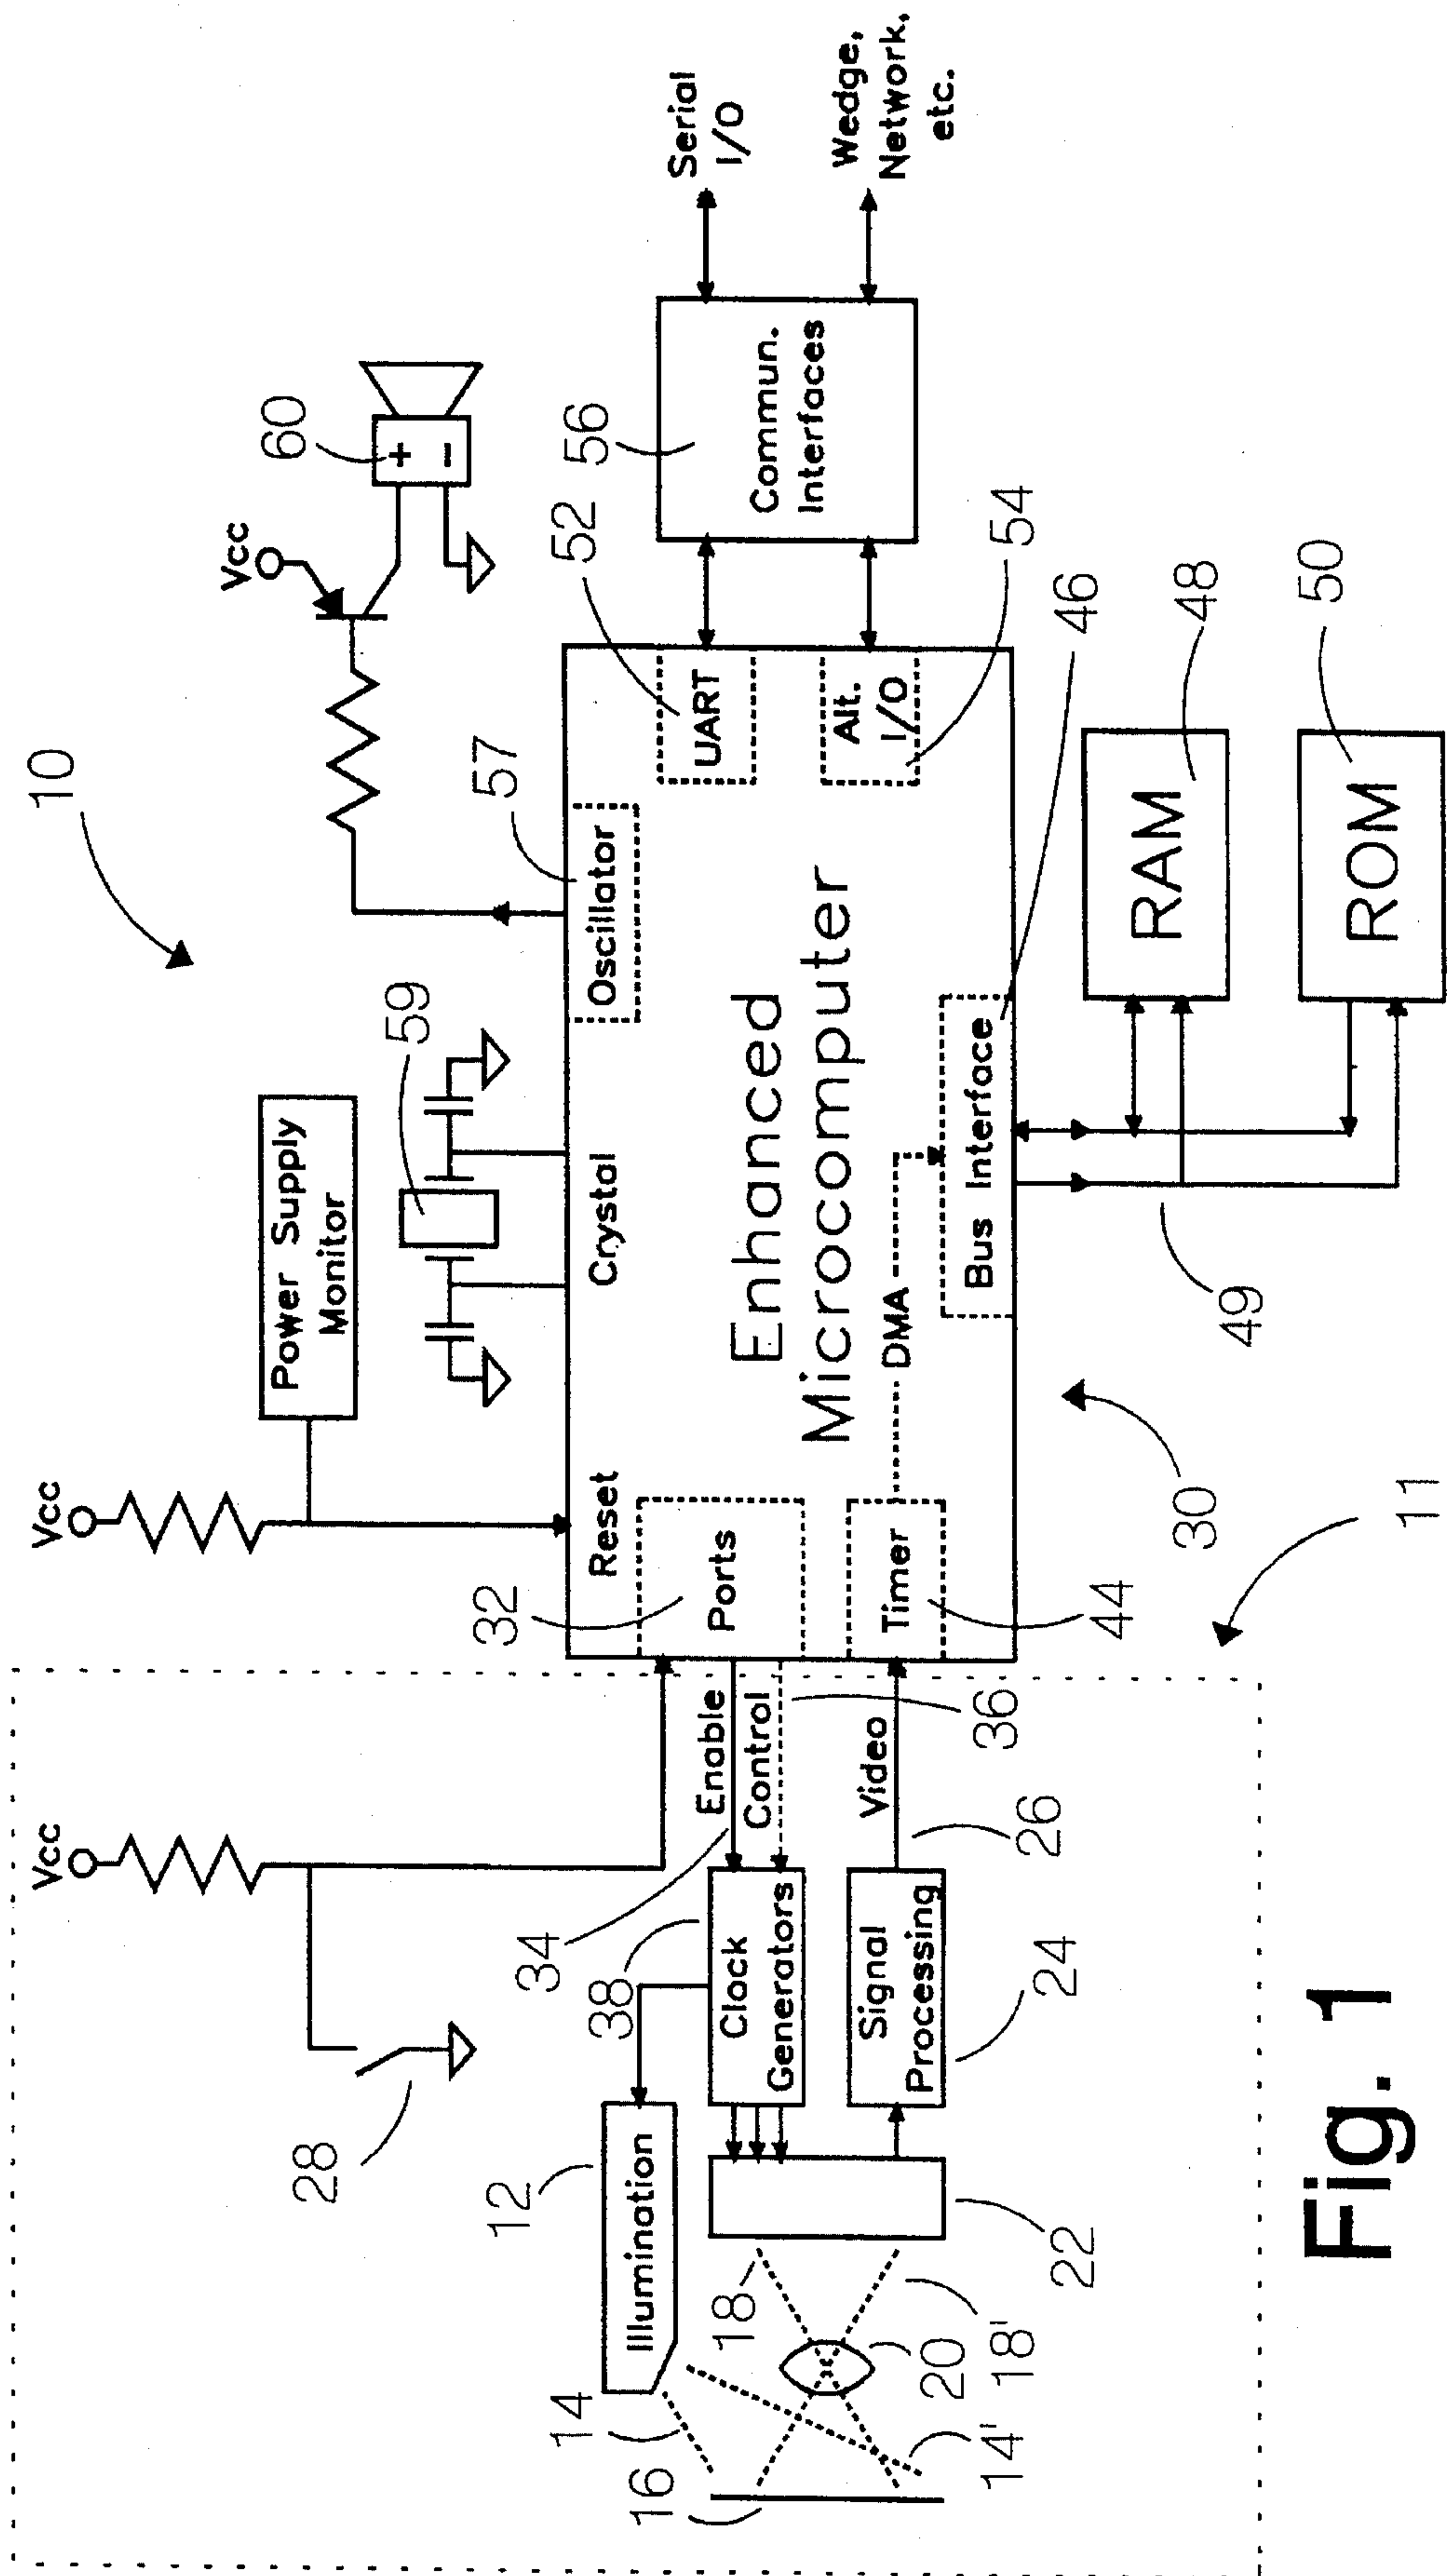 10
Vcc
Vcc
Power Supply
Monitor
59
Vcc
60
+
-
28
Reset
Crystal
Oscillator
57
32
Ports
Enhanced
Microcomputer
UART
52
Alt.
I/O
54
56
Commun.
Interfaces
Serial
I/O
Wedge,
Network,
etc.
12
Illumination
14
16
38
34
Clock
Generators
Enable
Control
36
18
18'
20
14'
22
Signal
Processing
24
Video
26
Timer
44
DMA
Bus Interface
46
30
11
49
RAM
48
ROM
50
Fig. 1